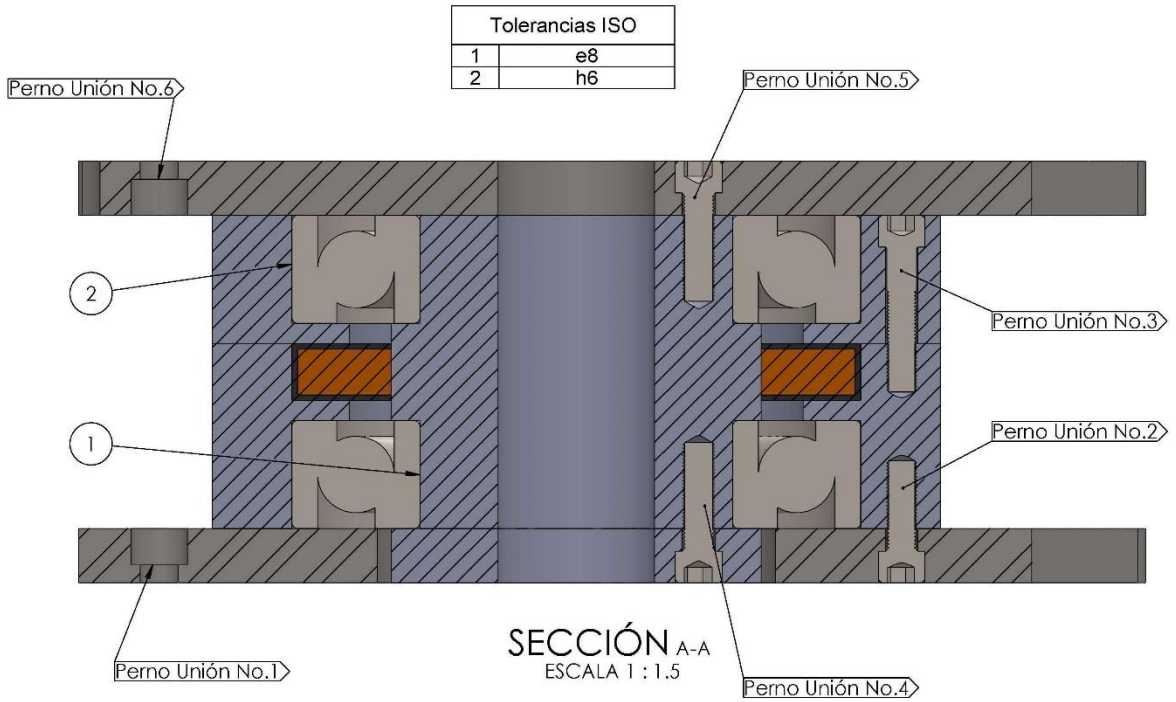 Tolerancias ISO
1 e8
2 h6
Perno Unión No.6
Perno Unión No.5
2
Perno Unión No.3
1
Perno Unión No.2
SECCIÓN A-A
ESCALA 1 : 1.5
Perno Unión No.1
Perno Unión No.4